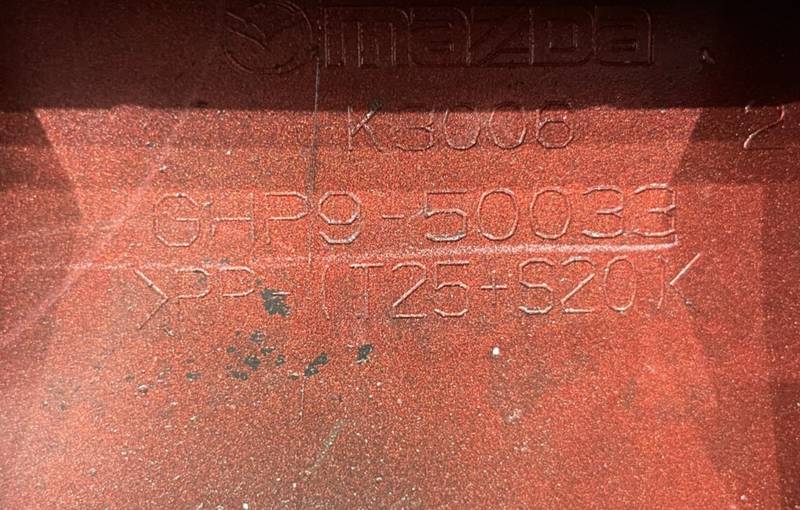 mazda
K3006 2
GHP9-50033
>PP-(T25+S20)<